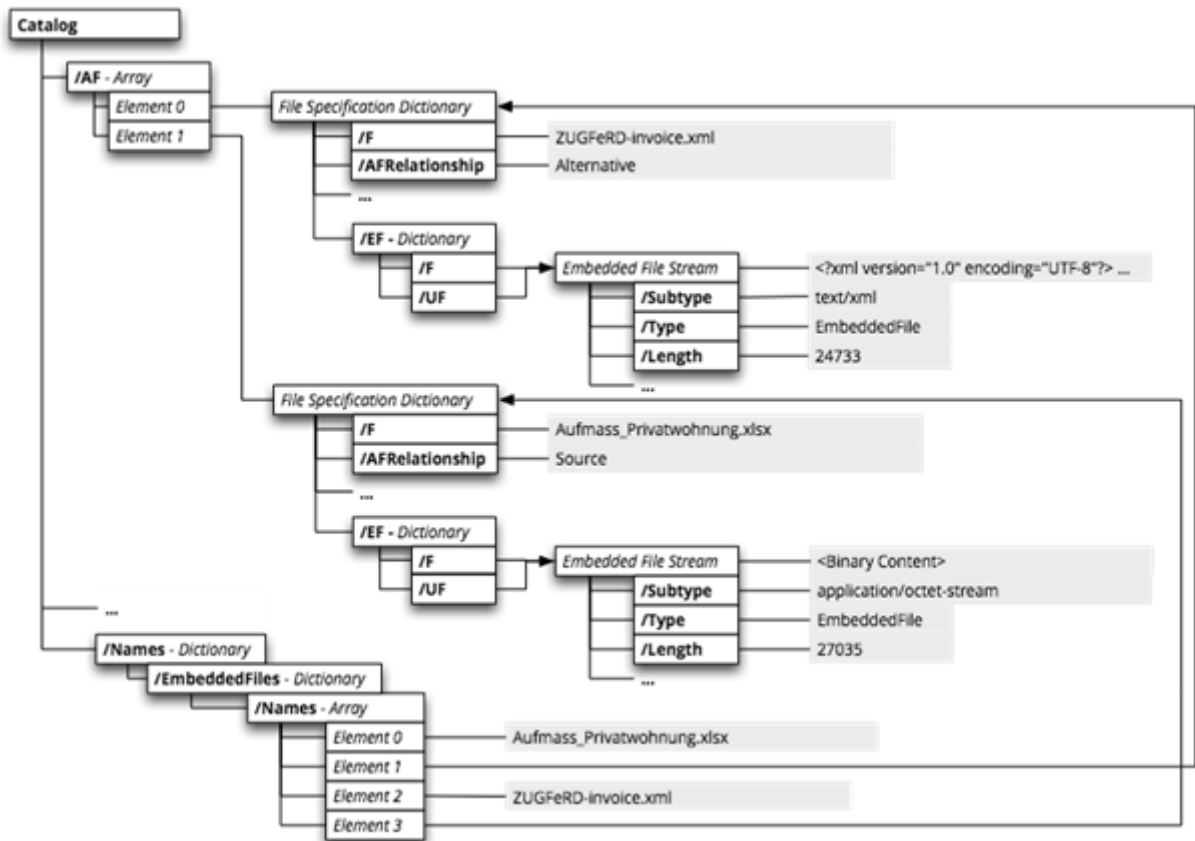 Catalog
/AF - Array
Element 0
Element 1
File Specification Dictionary
/F
ZUGFeRD-invoice.xml
/AFRelationship
Alternative
...
/EF - Dictionary
/F
/UF
Embedded File Stream
<?xml version="1.0" encoding="UTF-8"?> ...
/Subtype
text/xml
/Type
EmbeddedFile
/Length
24733
...
File Specification Dictionary
/F
Aufmass_Privatwohnung.xlsx
/AFRelationship
Source
...
/EF - Dictionary
/F
/UF
Embedded File Stream
<Binary Content>
/Subtype
application/octet-stream
/Type
EmbeddedFile
/Length
27035
...
...
/Names - Dictionary
/EmbeddedFiles - Dictionary
/Names - Array
Element 0
Aufmass_Privatwohnung.xlsx
Element 1
Element 2
ZUGFeRD-invoice.xml
Element 3